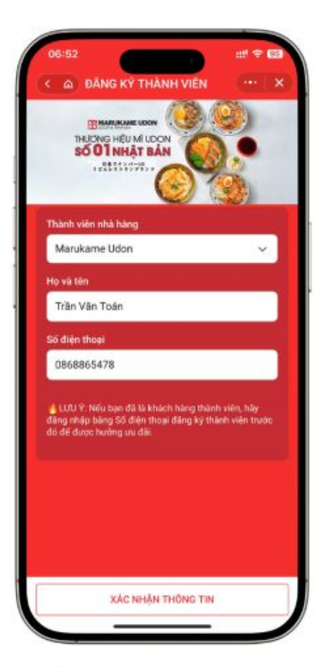 06:52
95
ĐĂNG KÝ THÀNH VIÊN
MARUKAME UDON
THƯƠNG HIỆU MÌ UDON
SỐ 01 NHẬT BẢN
Thành viên nhà hàng
Marukame Udon
Họ và tên
Trần Văn Toán
Số điện thoại
0868865478
LƯU Ý: Nếu bạn đã là khách hàng thành viên, hãy
đăng nhập bằng Số điện thoại đăng ký thành viên trước
đó để được hưởng ưu đãi.
XÁC NHẬN THÔNG TIN